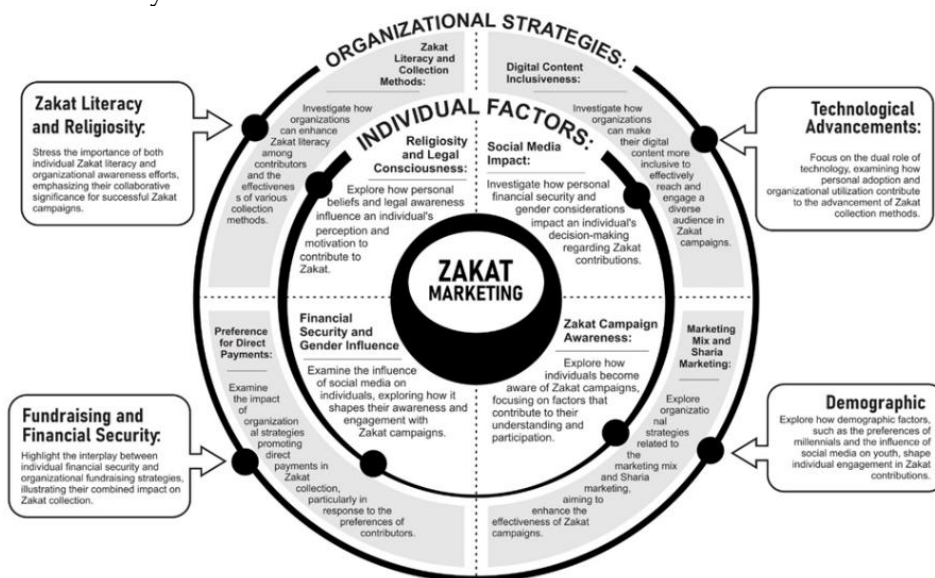 ORGANIZATIONAL STRATEGIES:
INDIVIDUAL FACTORS:
Zakat Literacy
and Religiosity:
Stress the importance of both
individual Zakat literacy and
organizational awareness efforts,
emphasizing their collaborative
significance for successful Zakat
campaigns.
Zakat
Literacy and
Collection
Methods:
Investigate how
organizations
can enhance
Zakat literacy
among
contributors
and the
effectivenes
s of various
collection
methods.
Religiosity
and Legal
Consciousness:
Explore how personal
beliefs and legal awareness
influence an individual's
perception and
motivation to
contribute to
Zakat.
Social Media
Impact:
Investigate how personal
financial security and
gender considerations
impact an individual's
decision-making
regarding Zakat
contributions.
Digital Content
Inclusiveness:
Investigate how
organizations
can make
their digital
content more
inclusive to
effectively
reach and
engage a
diverse
audience in
Zakat
campaigns.
Technological
Advancements:
Focus on the dual role of
technology, examining how
personal adoption and
organizational utilization contribute
to the advancement of Zakat
collection methods.
ZAKAT
MARKETING
Fundraising and
Financial Security:
Highlight the interplay between
individual financial security and
organizational fundraising strategies,
illustrating their combined impact on
Zakat collection.
Preference
for Direct
Payments:
Examine
the impact
of
organization
al strategies
promoting
direct
payments in
Zakat
collection,
particularly in
response to the
preferences of
contributors.
Financial
Security and
Gender Influence
Examine the influence
of social media on
individuals, exploring how it
shapes their awareness and
engagement with
Zakat campaigns.
Zakat Campaign
Awareness:
Explore how
individuals become
aware of Zakat campaigns,
focusing on factors that
contribute to their
understanding and
participation.
Marketing
Mix and
Sharia
Marketing:
Explore
organizatio
nal
strategies
related to
the
marketing mix
and Sharia
marketing,
aiming to
enhance the
effectiveness of Zakat
campaigns.
Demographic
Explore how demographic factors,
such as the preferences of
millennials and the influence of
social media on youth, shape
individual engagement in Zakat
contributions.